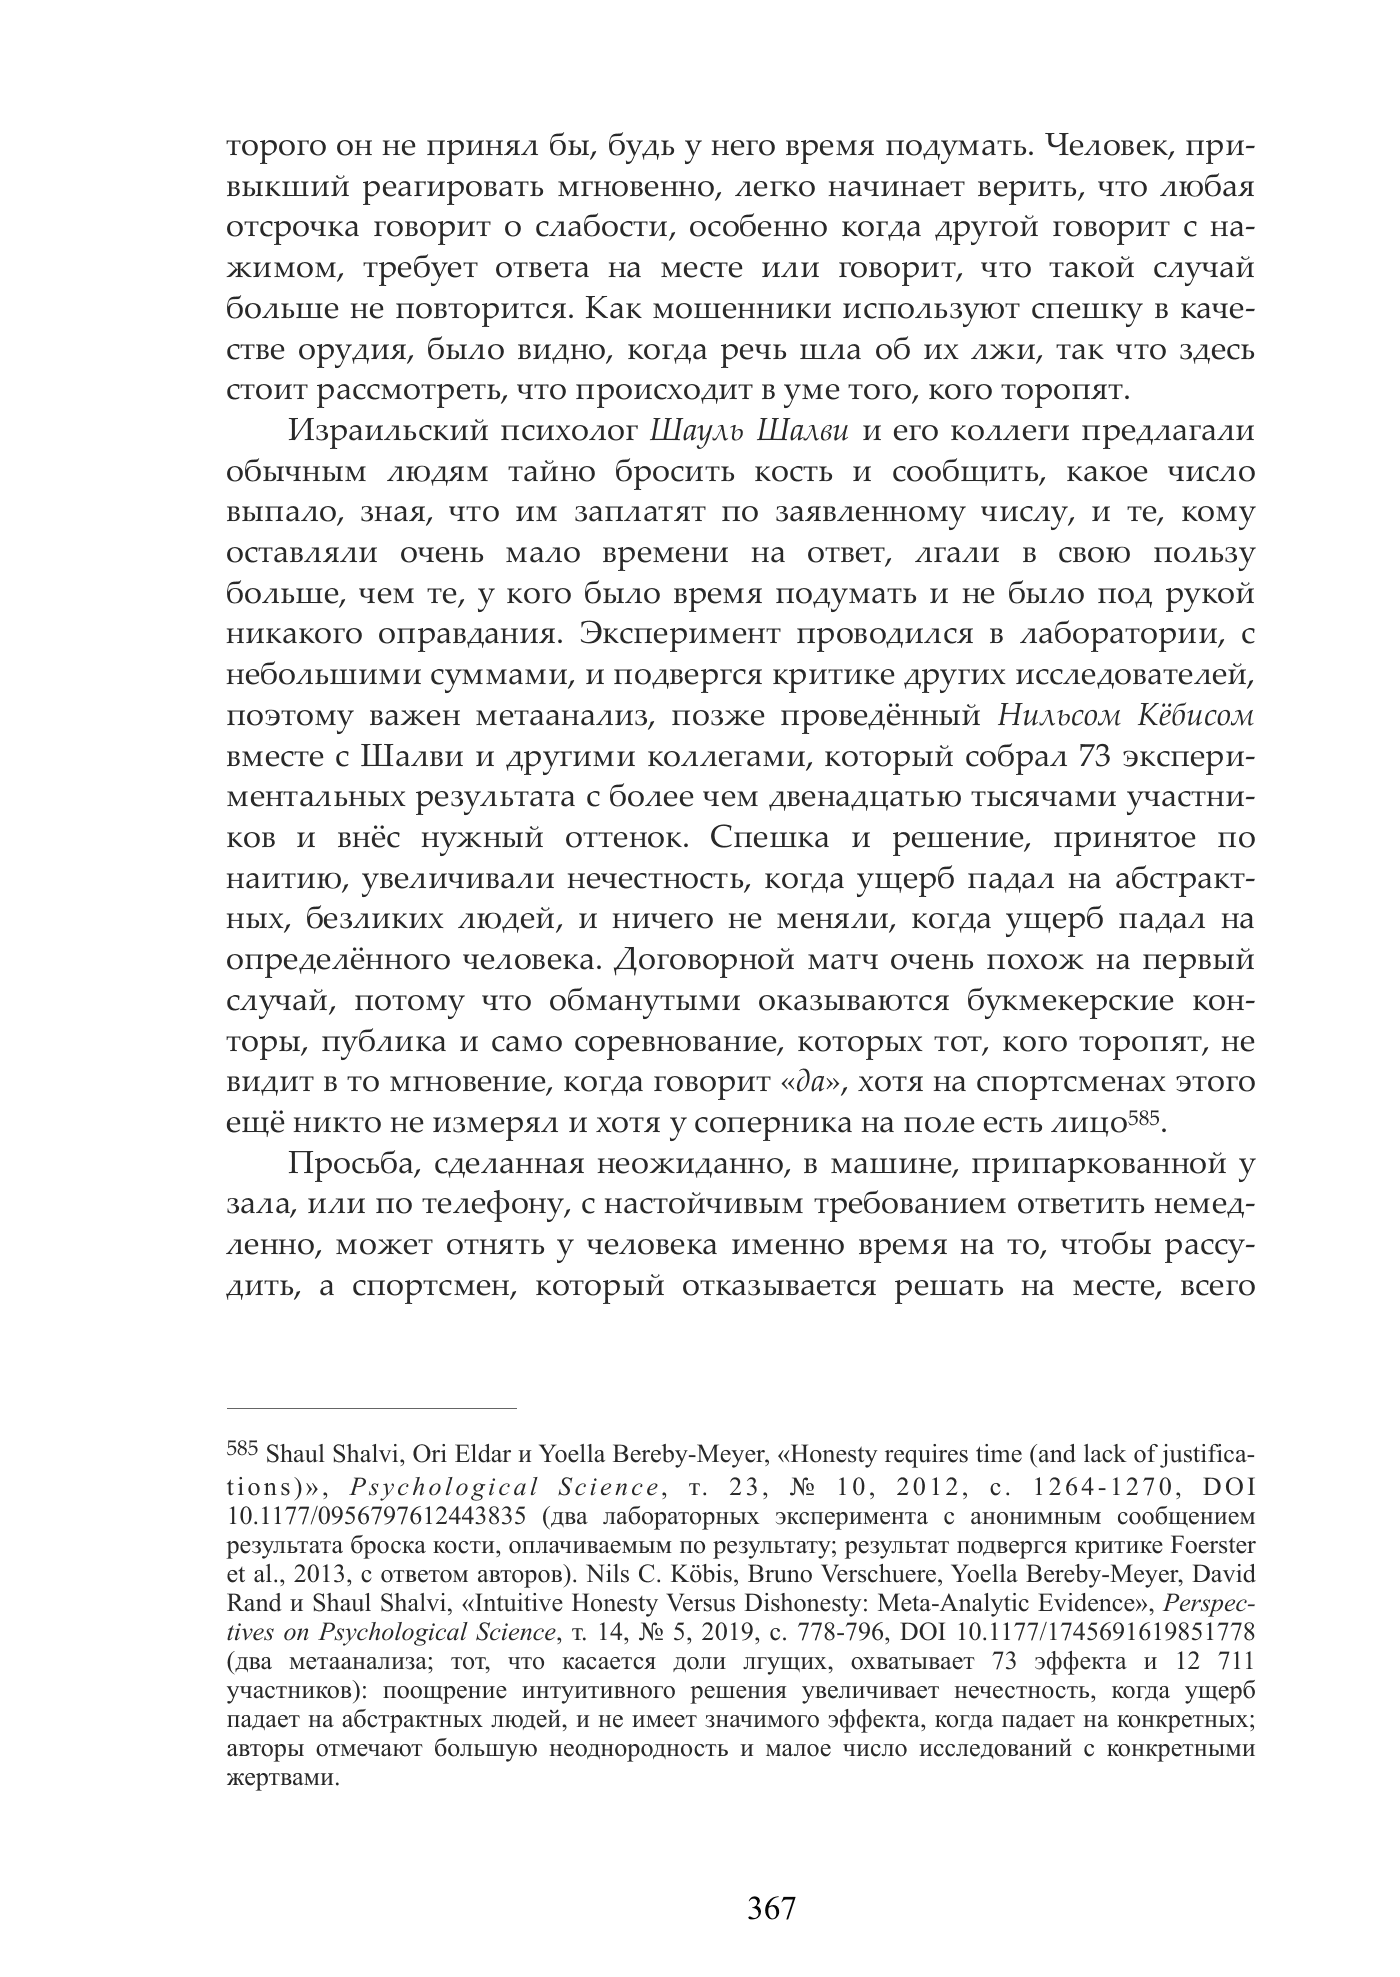 торого он не принял бы, будь у него время подумать. Человек, при-
выкший реагировать мгновенно, легко начинает верить, что любая
отсрочка говорит о слабости, особенно когда другой говорит с на-
жимом, требует ответа на месте или говорит, что такой случай
больше не повторится. Как мошенники используют спешку в каче-
стве орудия, было видно, когда речь шла об их лжи, так что здесь
стоит рассмотреть, что происходит в уме того, кого торопят.
Израильский психолог Шауль Шалви и его коллеги предлагали
обычным людям тайно бросить кость и сообщить, какое число
выпало, зная, что им заплатят по заявленному числу, и те, кому
оставляли очень мало времени на ответ, лгали в свою пользу
больше, чем те, у кого было время подумать и не было под рукой
никакого оправдания. Эксперимент проводился в лаборатории, с
небольшими суммами, и подвергся критике других исследователей,
поэтому важен метаанализ, позже проведённый Нильсом Кёбисом
вместе с Шалви и другими коллегами, который собрал 73 экспери-
ментальных результата с более чем двенадцатью тысячами участни-
ков и внёс нужный оттенок. Спешка и решение, принятое по
наитию, увеличивали нечестность, когда ущерб падал на абстракт-
ных, безликих людей, и ничего не меняли, когда ущерб падал на
определённого человека. Договорной матч очень похож на первый
случай, потому что обманутыми оказываются букмекерские кон-
торы, публика и само соревнование, которых тот, кого торопят, не
видит в то мгновение, когда говорит «да», хотя на спортсменах этого
ещё никто не измерял и хотя у соперника на поле есть лицо585.
Просьба, сделанная неожиданно, в машине, припаркованной у
зала, или по телефону, с настойчивым требованием ответить немед-
ленно, может отнять у человека именно время на то, чтобы рассу-
дить, а спортсмен, который отказывается решать на месте, всего
585 Shaul Shalvi, Ori Eldar и Yoella Bereby-Meyer, «Honesty requires time (and lack of justifica-
tions)», Psychological Science, т. 23, № 10, 2012, с. 1264-1270, DOI
10.1177/0956797612443835 (два лабораторных эксперимента с анонимным сообщением
результата броска кости, оплачиваемым по результату; результат подвергся критике Foerster
et al., 2013, с ответом авторов). Nils C. Köbis, Bruno Verschuere, Yoella Bereby-Meyer, David
Rand и Shaul Shalvi, «Intuitive Honesty Versus Dishonesty: Meta-Analytic Evidence», Perspec-
tives on Psychological Science, т. 14, № 5, 2019, с. 778-796, DOI 10.1177/1745691619851778
(два метаанализа; тот, что касается доли лгущих, охватывает 73 эффекта и 12 711
участников): поощрение интуитивного решения увеличивает нечестность, когда ущерб
падает на абстрактных людей, и не имеет значимого эффекта, когда падает на конкретных;
авторы отмечают большую неоднородность и малое число исследований с конкретными
жертвами.
367